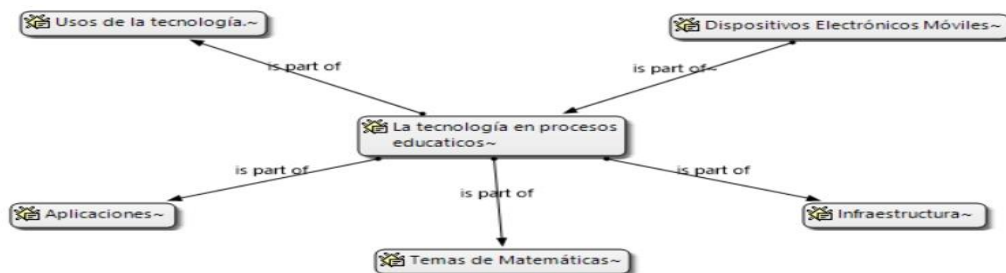 Usos de la tecnología.~
Dispositivos Electrónicos Móviles~
is part of
is part of~
La tecnología en procesos
educaticos~
is part of
is part of
is part of
Aplicaciones~
Infraestructura~
Temas de Matemáticas~